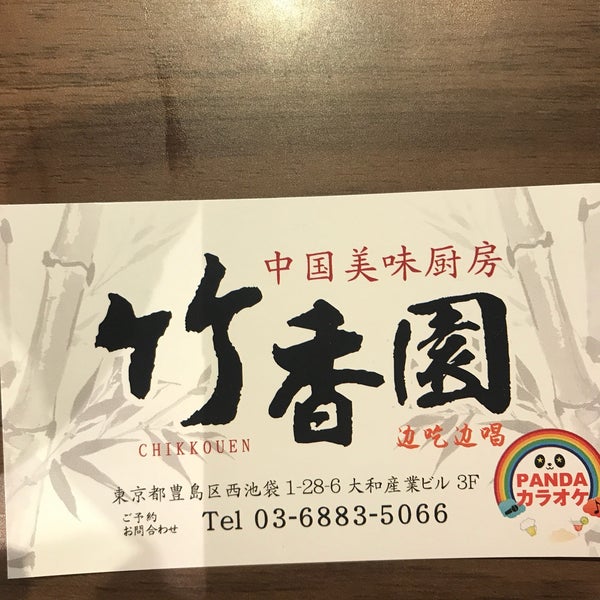 中国美味厨房
竹香園
CHIKKOUEN
边吃边唱
東京都豊島区西池袋 1-28-6 大和産業ビル 3F
ご予約
お問合わせ
Tel 03-6883-5066
PANDA
カラオケ